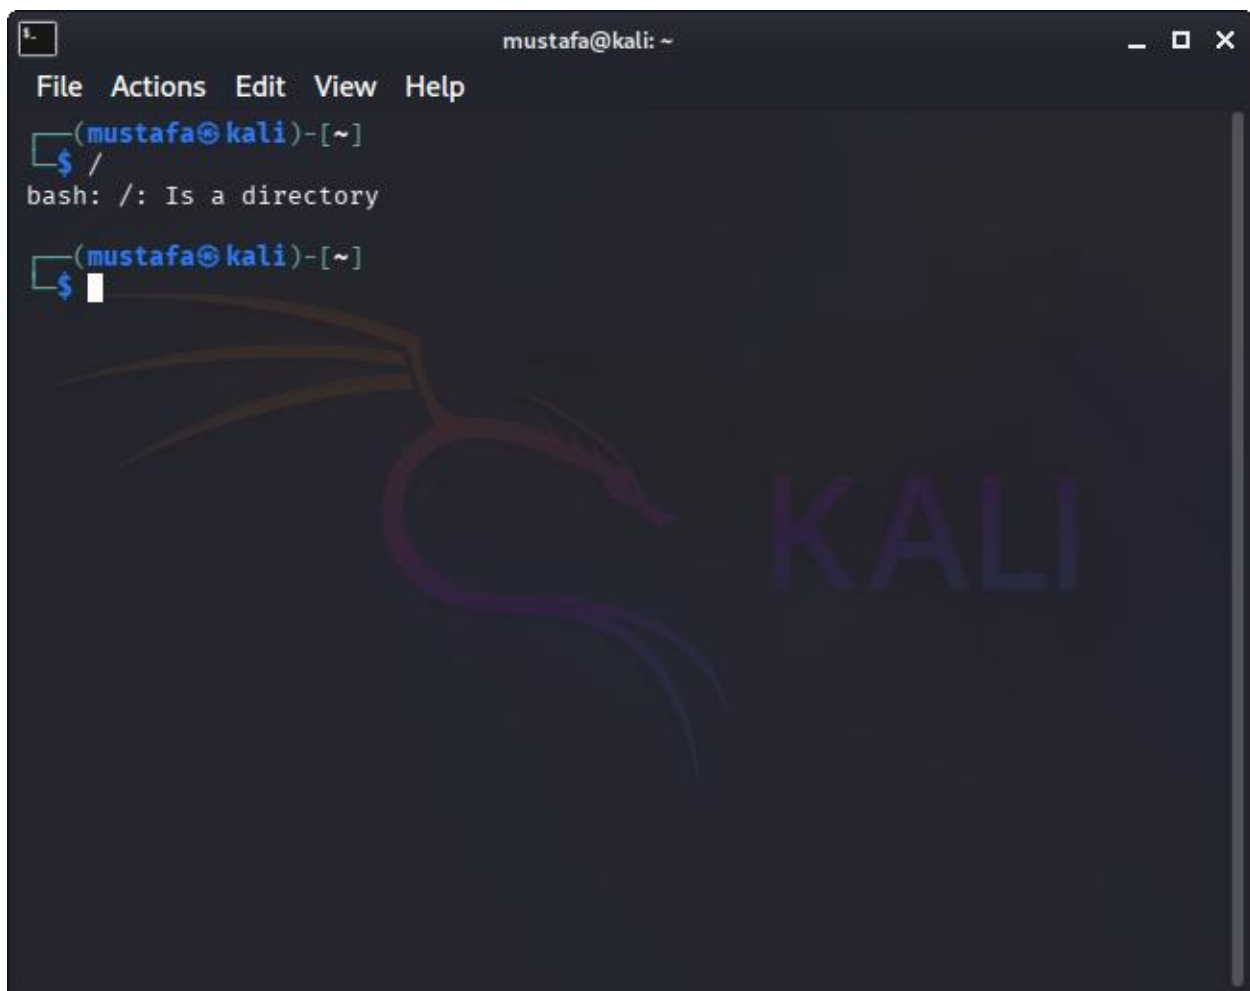 mustafa@kali: ~
File Actions Edit View Help
┌──(mustafa㉿kali)-[~]
└─$ /
bash: /: Is a directory
┌──(mustafa㉿kali)-[~]
└─$
KALI